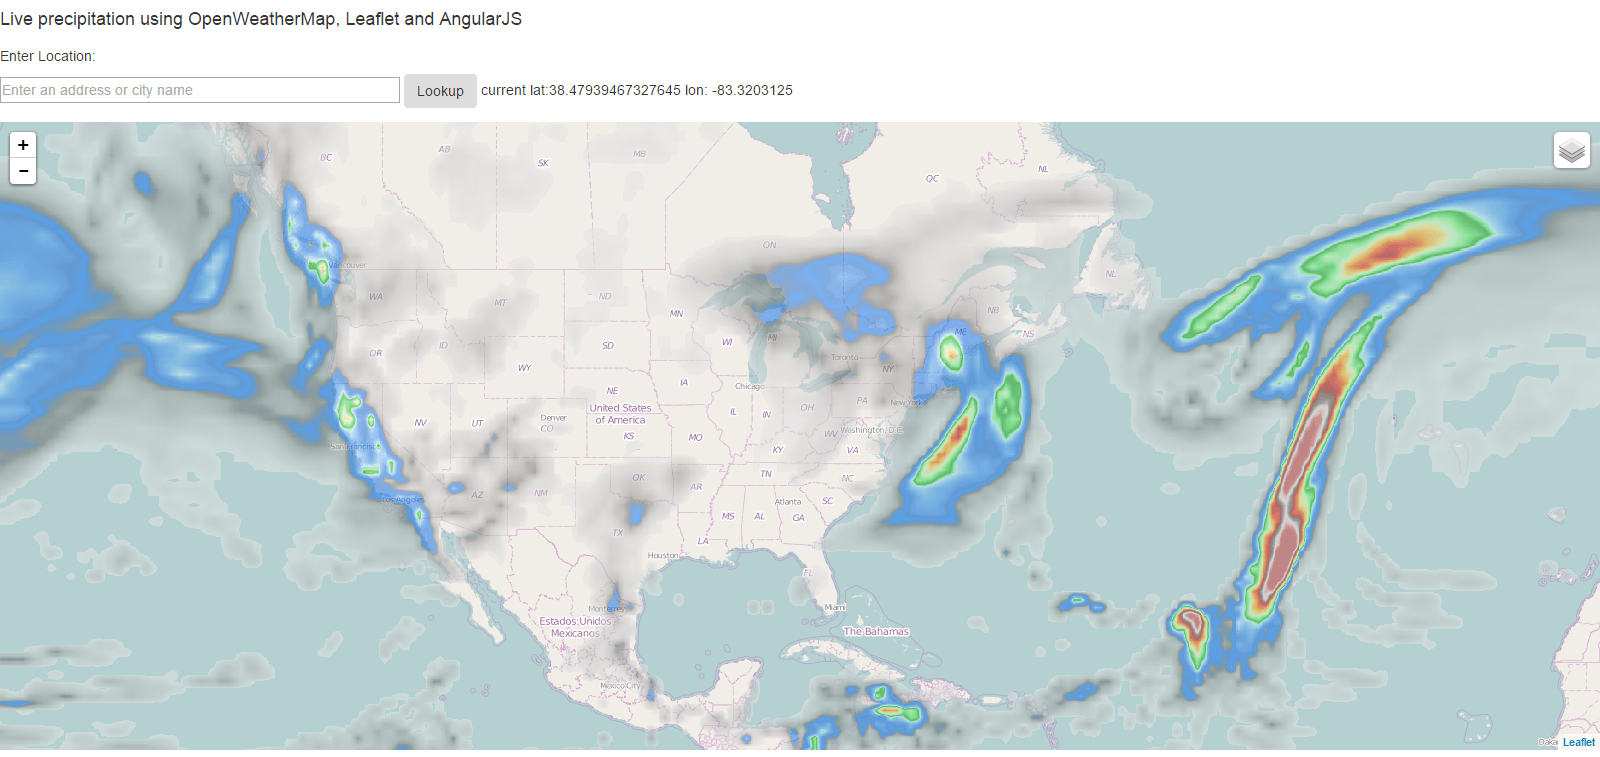 Live precipitation using OpenWeatherMap, Leaflet and AngularJS
Enter Location:
Enter an address or city name
Lookup
current lat:38.47939467327645 lon: -83.3203125
+
−
BC
AB
SK
MB
ON
QC
NL
NL
Vancouver
WA
MT
ND
MN
NB
NS
ME
OR
ID
WY
SD
WI
MI
Toronto
NY
NE
IA
Chicago
PA
New York
NV
UT
Denver
CO
United States
of America
KS
MO
IL
IN
OH
WV
Washington, D.C.
VA
KY
San Francisco
Los Angeles
AZ
NM
OK
AR
TN
NC
SC
Atlanta
MS
AL
GA
TX
LA
Houston
FL
Miami
Monterrey
Estados Unidos
Mexicanos
The Bahamas
Mexico City
Daka
Leaflet